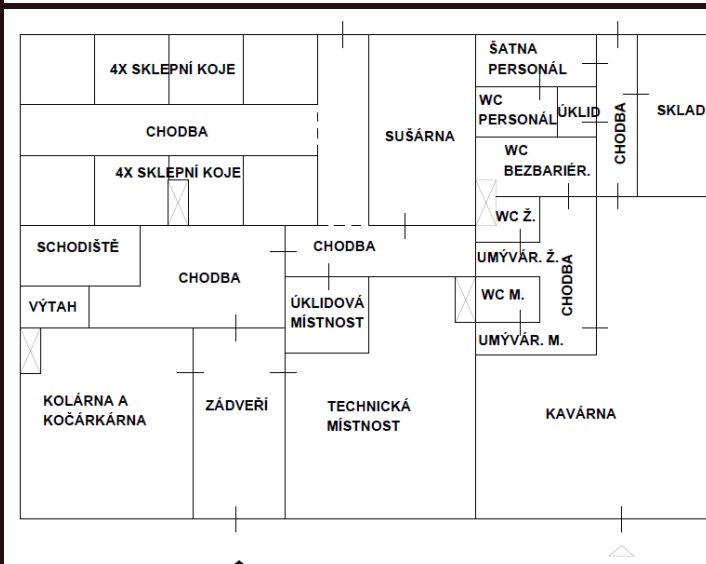 4X SKLEPNÍ KOJE
CHODBA
4X SKLEPNÍ KOJE
SUŠÁRNA
ŠATNA
PERSONÁL
WC
PERSONÁL
ÚKLID
WC
BEZBARIÉR.
CHODBA
SKLAD
SCHODIŠTĚ
VÝTAH
CHODBA
CHODBA
ÚKLIDOVÁ
MÍSTNOST
WC Ž.
UMÝVÁR. Ž.
WC M.
UMÝVÁR. M.
CHODBA
KOLÁRNA A
KOČÁRKÁRNA
ZÁDVEŘÍ
TECHNICKÁ
MÍSTNOST
KAVÁRNA